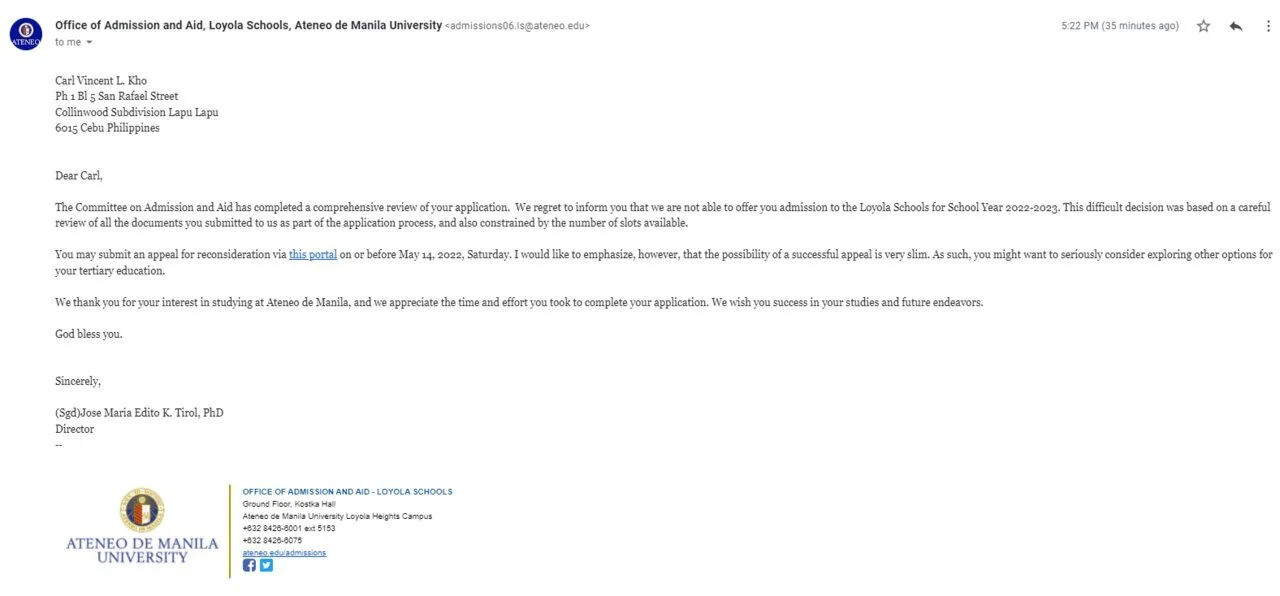 Office of Admission and Aid, Loyola Schools, Ateneo de Manila University <admissions06.ls@ateneo.edu>
5:22 PM (35 minutes ago)
ATENEO
to me
Carl Vincent L. Kho
Ph 1 Bl 5 San Rafael Street
Collinwood Subdivision Lapu Lapu
6015 Cebu Philippines
Dear Carl,
The Committee on Admission and Aid has completed a comprehensive review of your application.  We regret to inform you that we are not able to offer you admission to the Loyola Schools for School Year 2022-2023. This difficult decision was based on a careful
review of all the documents you submitted to us as part of the application process, and also constrained by the number of slots available.
You may submit an appeal for reconsideration via this portal on or before May 14, 2022, Saturday. I would like to emphasize, however, that the possibility of a successful appeal is very slim. As such, you might want to seriously consider exploring other options for
your tertiary education.
We thank you for your interest in studying at Ateneo de Manila, and we appreciate the time and effort you took to complete your application. We wish you success in your studies and future endeavors.
God bless you.
Sincerely,
(Sgd)Jose Maria Edito K. Tirol, PhD
Director
--
ATENEO DE MANILA
UNIVERSITY
OFFICE OF ADMISSION AND AID - LOYOLA SCHOOLS
Ground Floor, Kostka Hall
Ateneo de Manila University Loyola Heights Campus
+632 8426-6001 ext 5153
+632 8426-6075
ateneo.edu/admissions